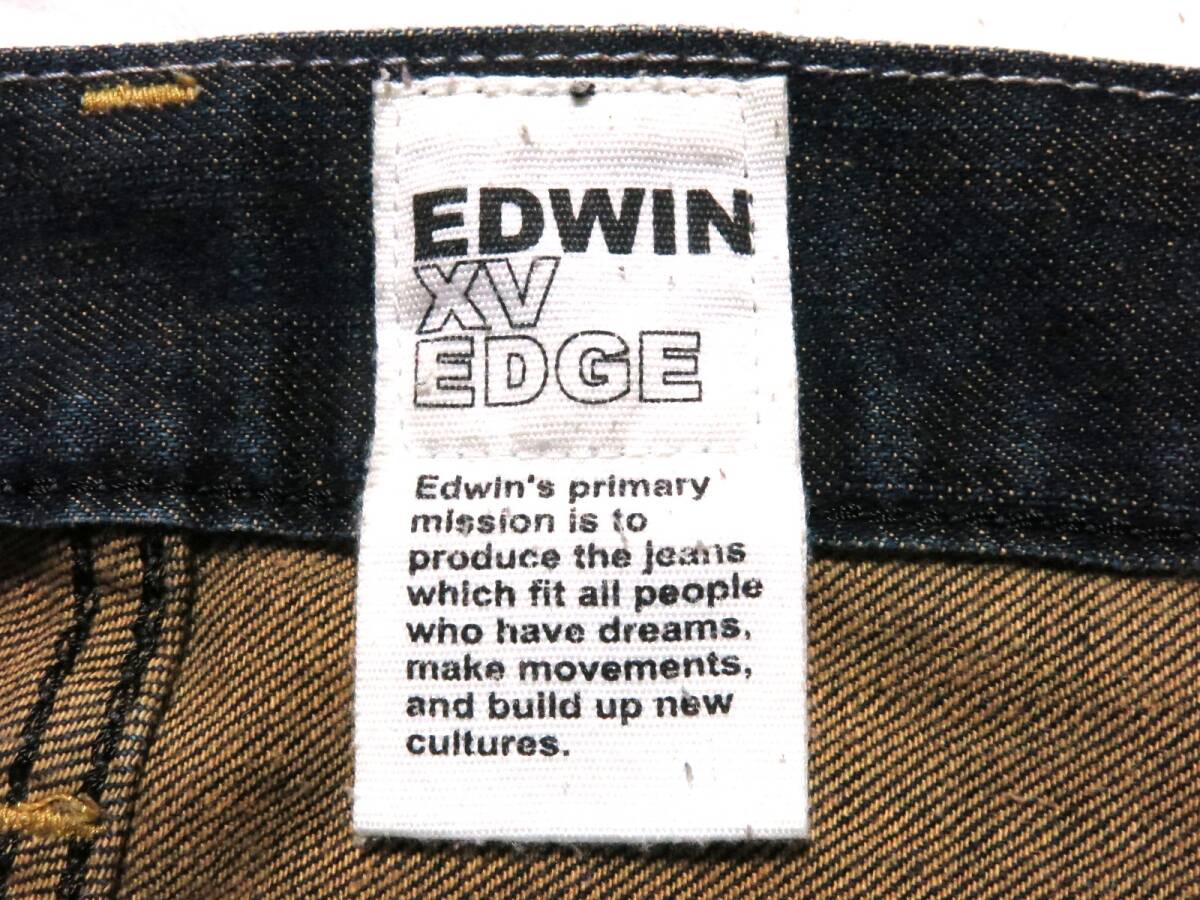 EDWIN
XV
EDGE
Edwin's primary
mission is to
produce the jeans
which fit all people
who have dreams,
make movements,
and build up new
cultures.